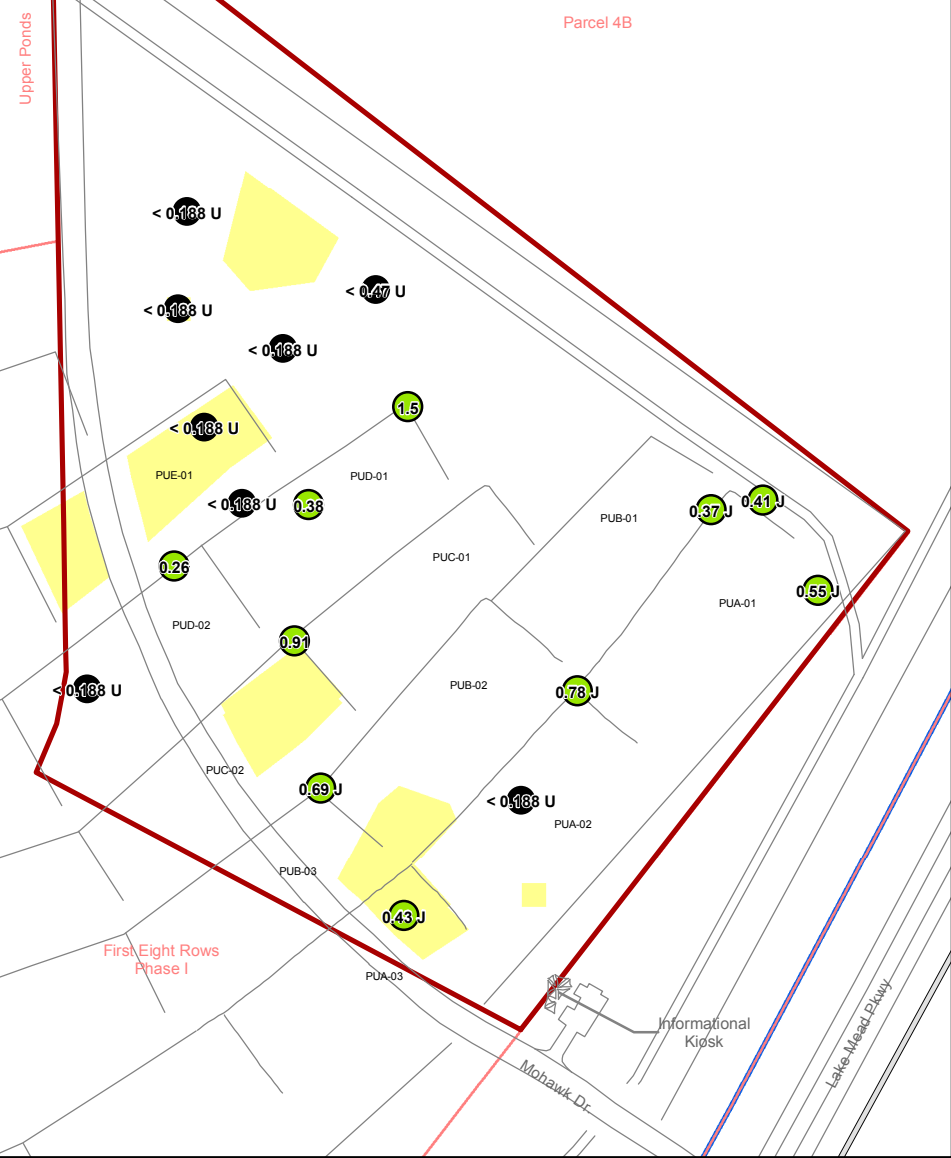 Parcel 4B
Upper Ponds
< 0.188 U
< 0.47 U
< 0.188 U
< 0.188 U
1.5
< 0.188 U
PUE-01
PUD-01
< 0.188 U
0.38
0.37 J
0.41 J
PUB-01
PUC-01
0.26
0.55 J
PUA-01
PUD-02
0.91
< 0.188 U
PUB-02
0.78 J
PUC-02
0.69 J
< 0.188 U
PUA-02
PUB-03
0.43 J
First Eight Rows
Phase I
PUA-03
Informational
Kiosk
Lake Mead Pkwy
Mohawk Dr.